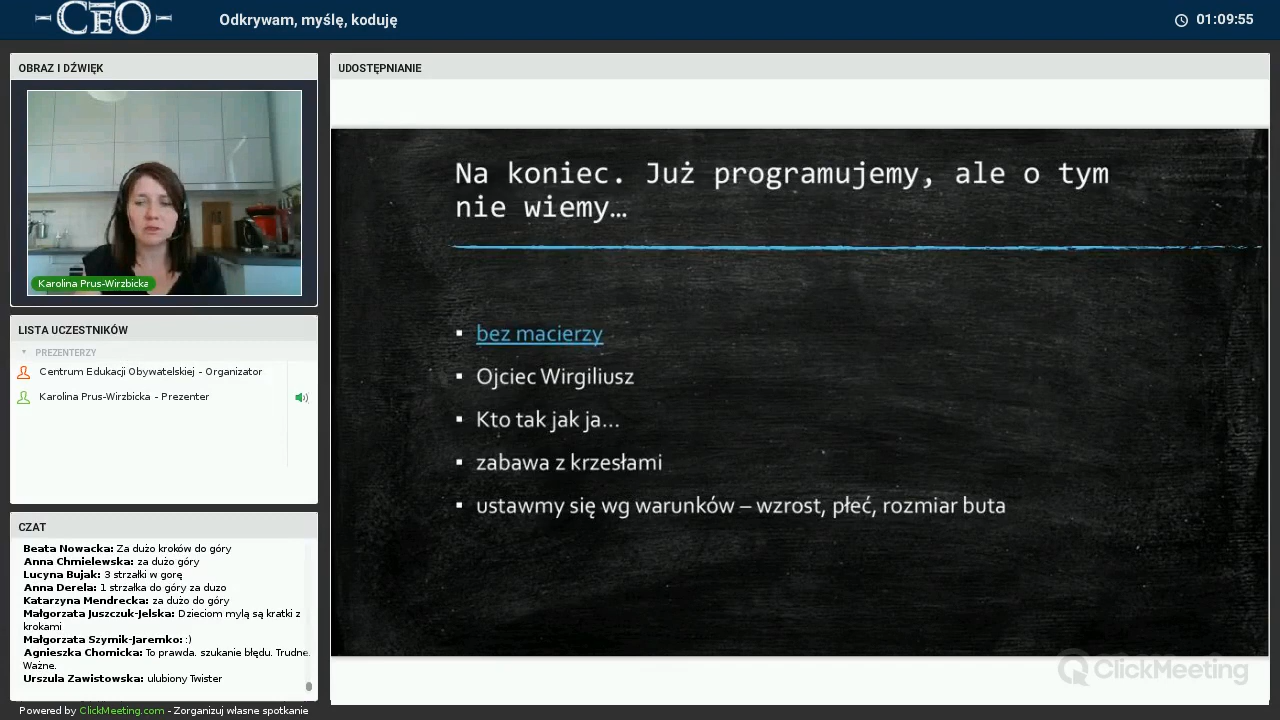 CEO
Odkrywam, myślę, koduję
01:09:55
OBRAZ I DŹWIĘK
Karolina Prus-Wirzbicka
LISTA UCZESTNIKÓW
PREZENTERZY
Centrum Edukacji Obywatelskiej - Organizator
Karolina Prus-Wirzbicka - Prezenter
CZAT
Beata Nowacka: Za dużo kroków do góry
Anna Chmielewska: za dużo góry
Lucyna Bujak: 3 strzałki w gorę
Anna Derela: 1 strzałka do góry za duzo
Katarzyna Mendrecka: za dużo do góry
Małgorzata Juszczuk-Jelska: Dzieciom mylą są kratki z
krokami
Małgorzata Szymik-Jaremko: :)
Agnieszka Chomicka: To prawda. szukanie błędu. Trudne.
Ważne.
Urszula Zawistowska: ulubiony Twister
Powered by ClickMeeting.com - Zorganizuj własne spotkanie
UDOSTĘPNIANIE
Na koniec. Już programujemy, ale o tym
nie wiemy…
▪ bez macierzy
▪ Ojciec Wirgiliusz
▪ Kto tak jak ja…
▪ zabawa z krzesłami
▪ ustawmy się wg warunków – wzrost, płeć, rozmiar buta
ClickMeeting